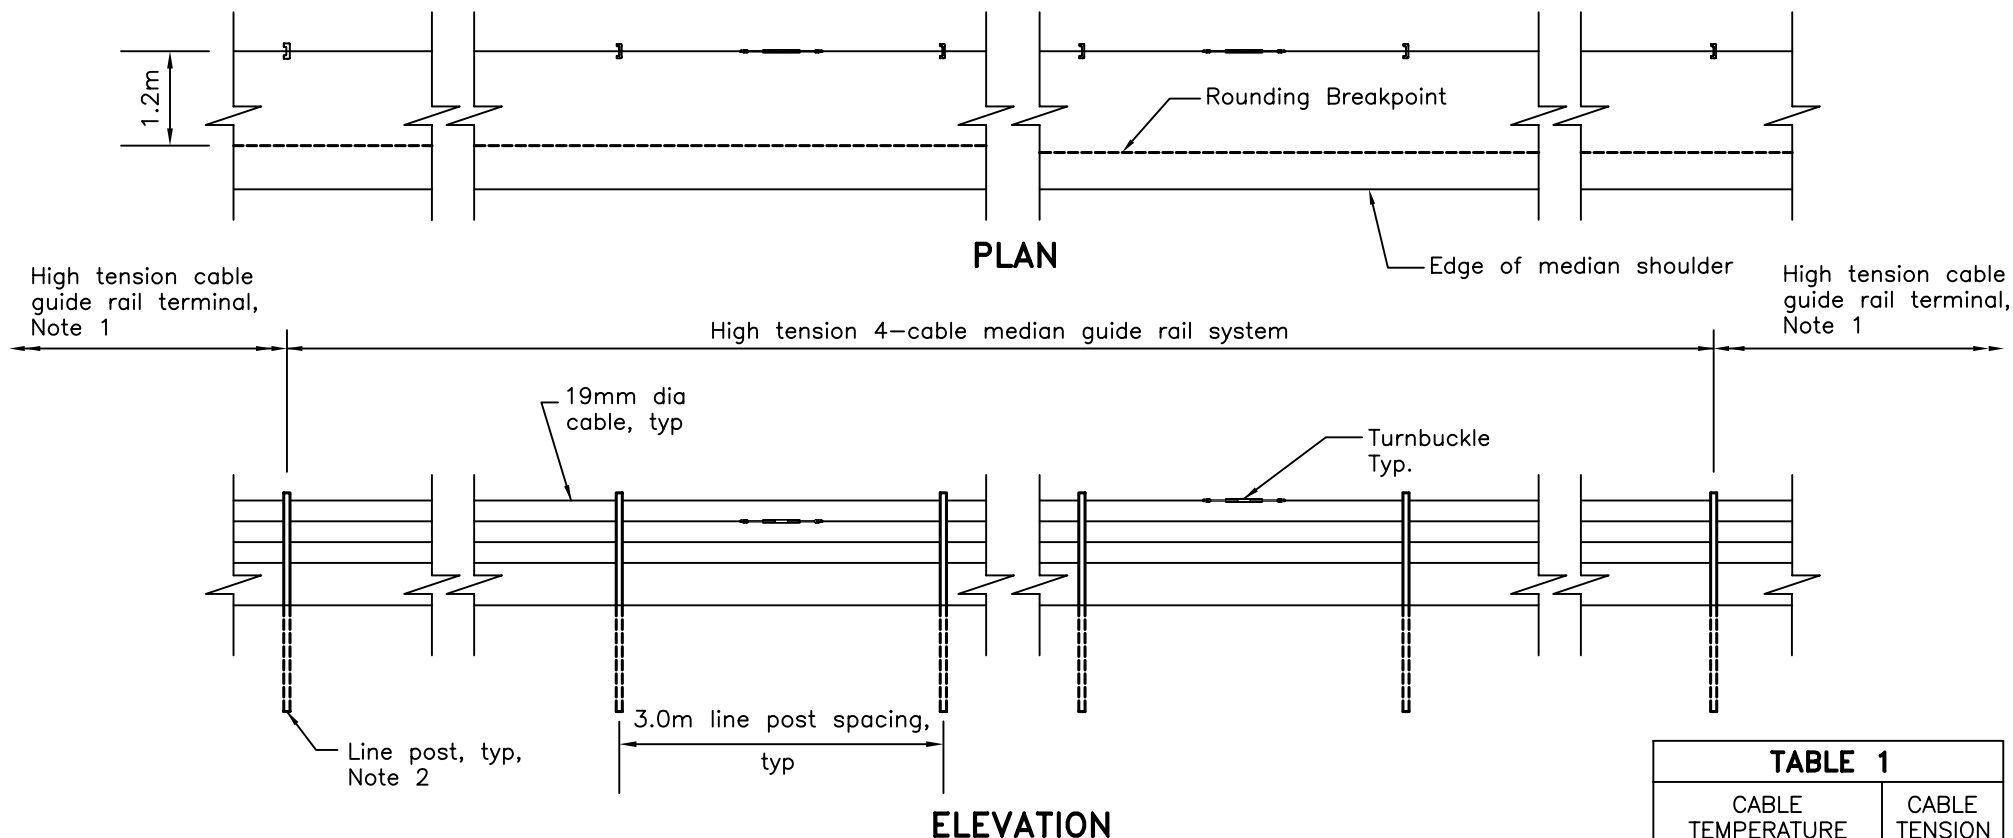 1.2m
Rounding Breakpoint
PLAN
Edge of median shoulder
High tension cable
guide rail terminal,
Note 1
High tension 4-cable median guide rail system
High tension cable
guide rail terminal,
Note 1
19mm dia
cable, typ
Turnbuckle
Typ.
3.0m line post spacing,
typ
Line post, typ,
Note 2
ELEVATION
TABLE 1
CABLE
TEMPERATURE
CABLE
TENSION